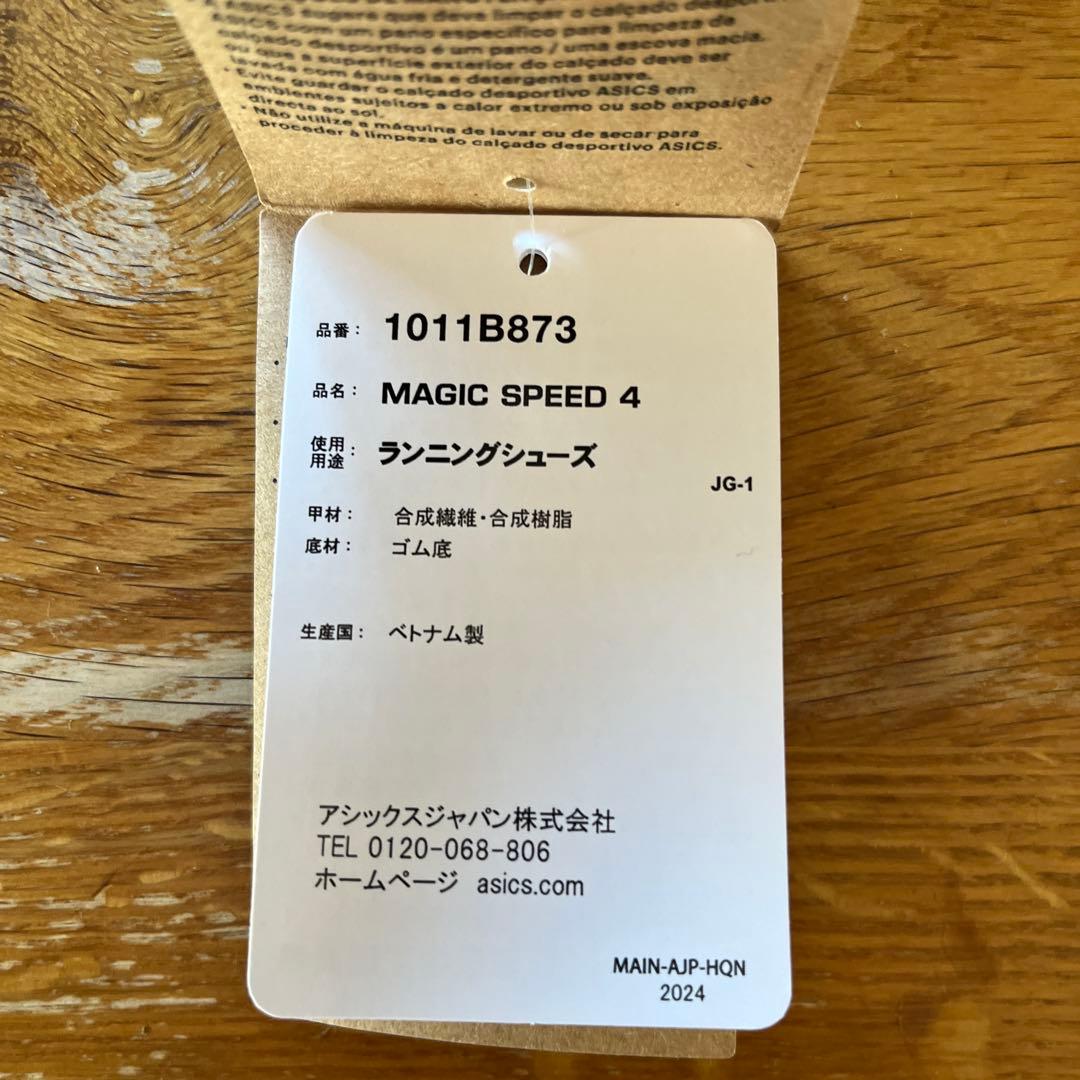 ASICS sugere que deve limpar o calçado desportivo
ASICS com um pano específico para limpeza de
calçado desportivo é um pano / uma escova macia.
a superfície exterior do calçado deve ser
lavada com água fria e detergente suave.
Evite guardar o calçado desportivo ASICS em
ambientes sujeitos a calor extremo ou sob exposição
directa ao sol.
Não utilize a máquina de lavar ou de secar para
proceder à limpeza do calçado desportivo ASICS.
品番： 1011B873
品名： MAGIC SPEED 4
使用用途： ランニングシューズ
JG-1
甲材： 合成繊維・合成樹脂
底材： ゴム底
生産国： ベトナム製
アシックスジャパン株式会社
TEL 0120-068-806
ホームページ asics.com
MAIN-AJP-HQN
2024